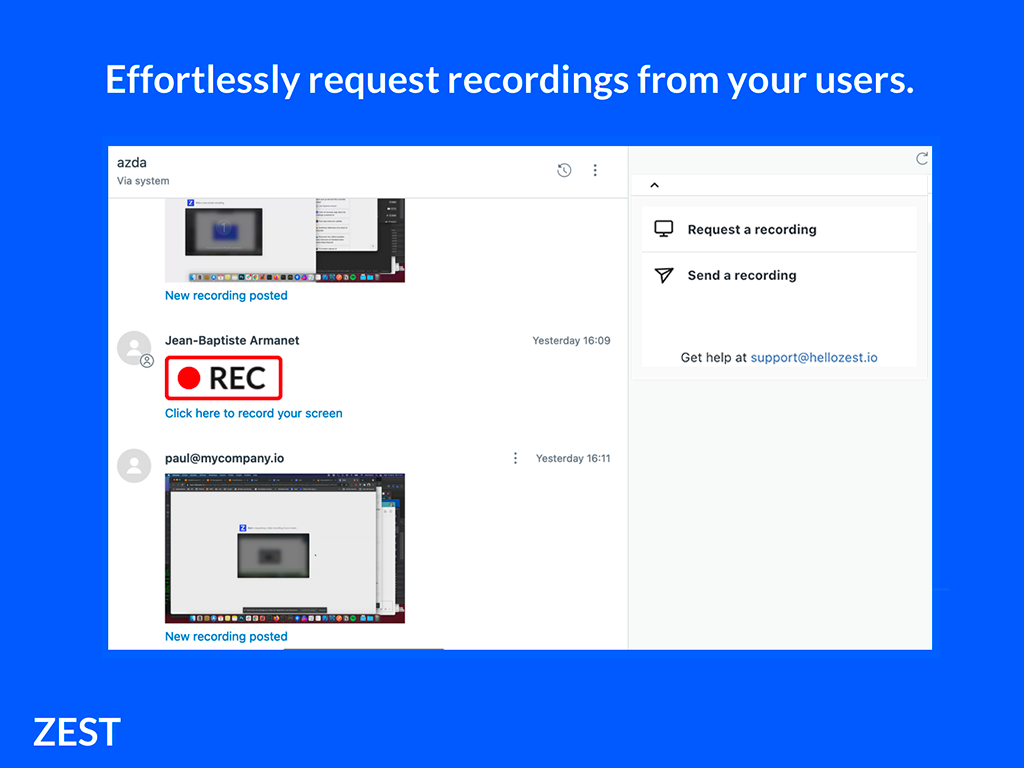 Effortlessly request recordings from your users.
azda
Via system
New recording posted
Jean-Baptiste Armanet
Yesterday 16:09
REC
Click here to record your screen
paul@mycompany.io
Yesterday 16:11
Z
New recording posted
Request a recording
Send a recording
Get help at support@hellozest.io
ZEST